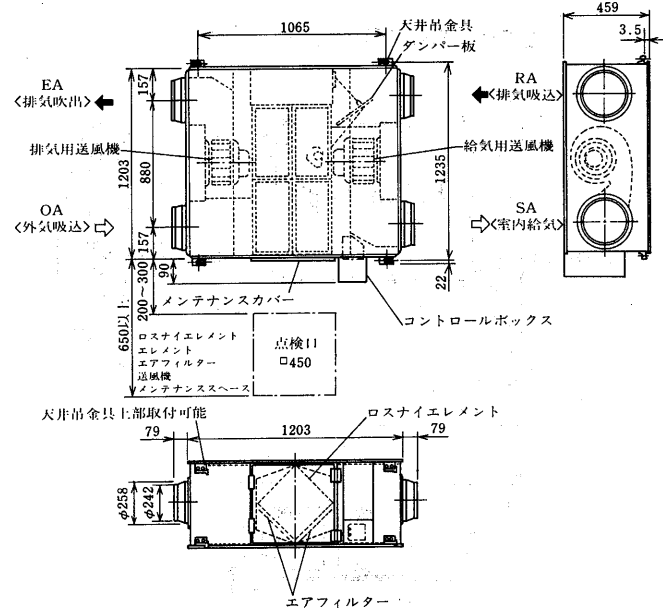 1065
天井吊金具
ダンパー板
459
3.5
EA
<排気吹出>
157
RA
<排気吸込>
排気用送風機
給気用送風機
1203
880
1235
OA
<外気吸込>
SA
<室内給気>
157
90
22
200~300
メンテナンスカバー
コントロールボックス
650以上
ロスナイエレメント
エレメント
エアフィルター
送風機
メンテナンススペース
点検口
□450
天井吊金具上部取付可能
ロスナイエレメント
79
1203
79
φ258
φ242
エアフィルター